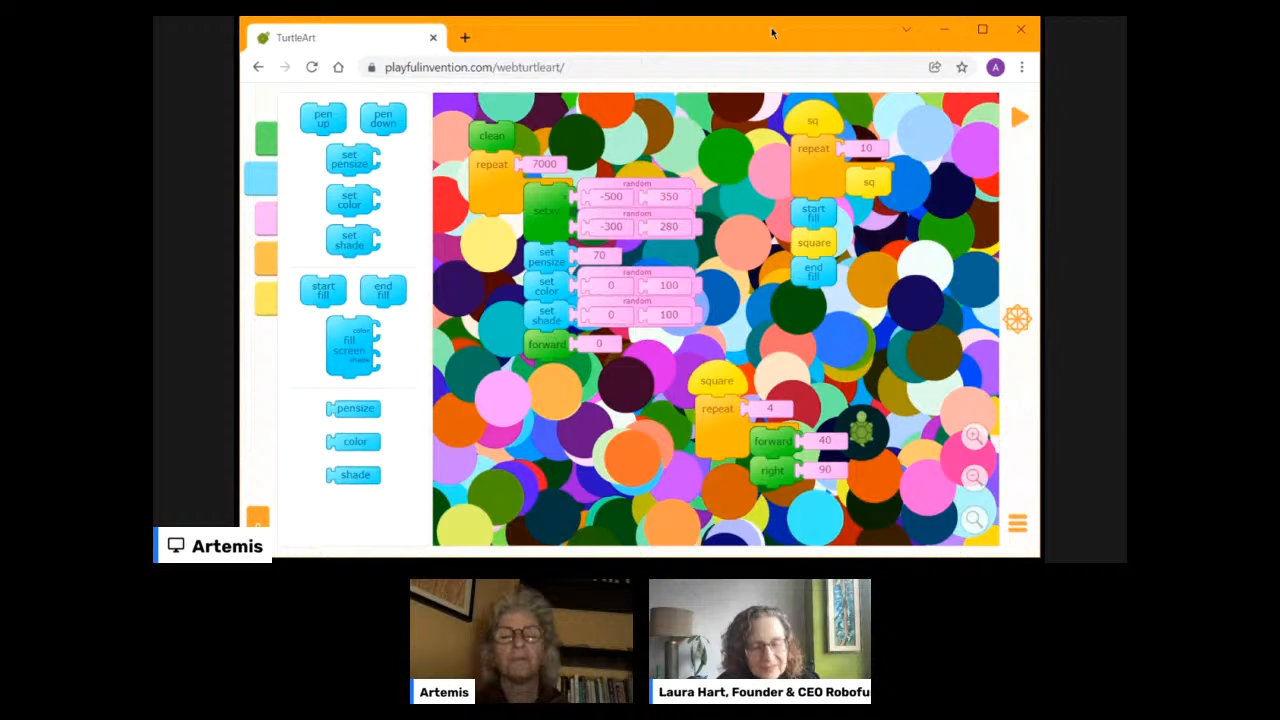 TurtleArt
playfulinvention.com/webturtleart/
A
pen
up
pen
down
set
pensize
set
color
set
shade
start
fill
end
fill
color
fill
screen
shade
pensize
color
shade
clean
repeat 7000
setxy x
random
-500 350
random
-300 280
set
pensize 70
random
set
color 0 100
random
set
shade 0 100
forward 0
sq
repeat 10
sq
start
fill
square
end
fill
square
repeat 4
forward 40
right 90
Artemis
Artemis
Laura Hart, Founder & CEO Robofu